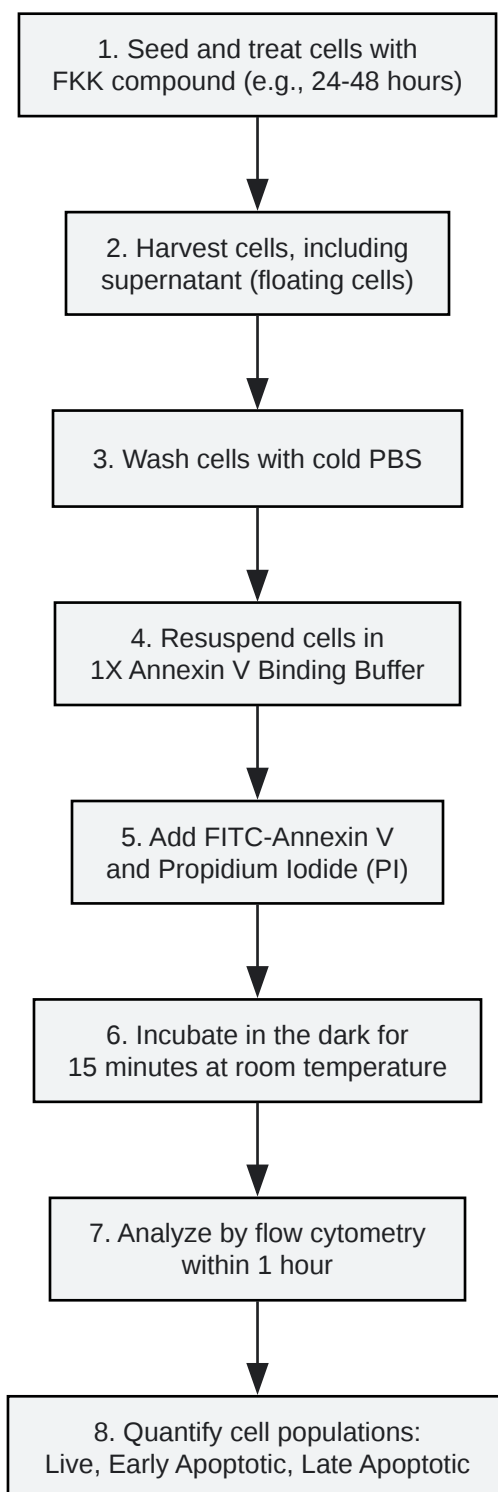 1. Seed and treat cells with
FKK compound (e.g., 24-48 hours)
2. Harvest cells, including
supernatant (floating cells)
3. Wash cells with cold PBS
4. Resuspend cells in
1X Annexin V Binding Buffer
5. Add FITC-Annexin V
and Propidium Iodide (PI)
6. Incubate in the dark for
15 minutes at room temperature
7. Analyze by flow cytometry
within 1 hour
8. Quantify cell populations:
Live, Early Apoptotic, Late Apoptotic